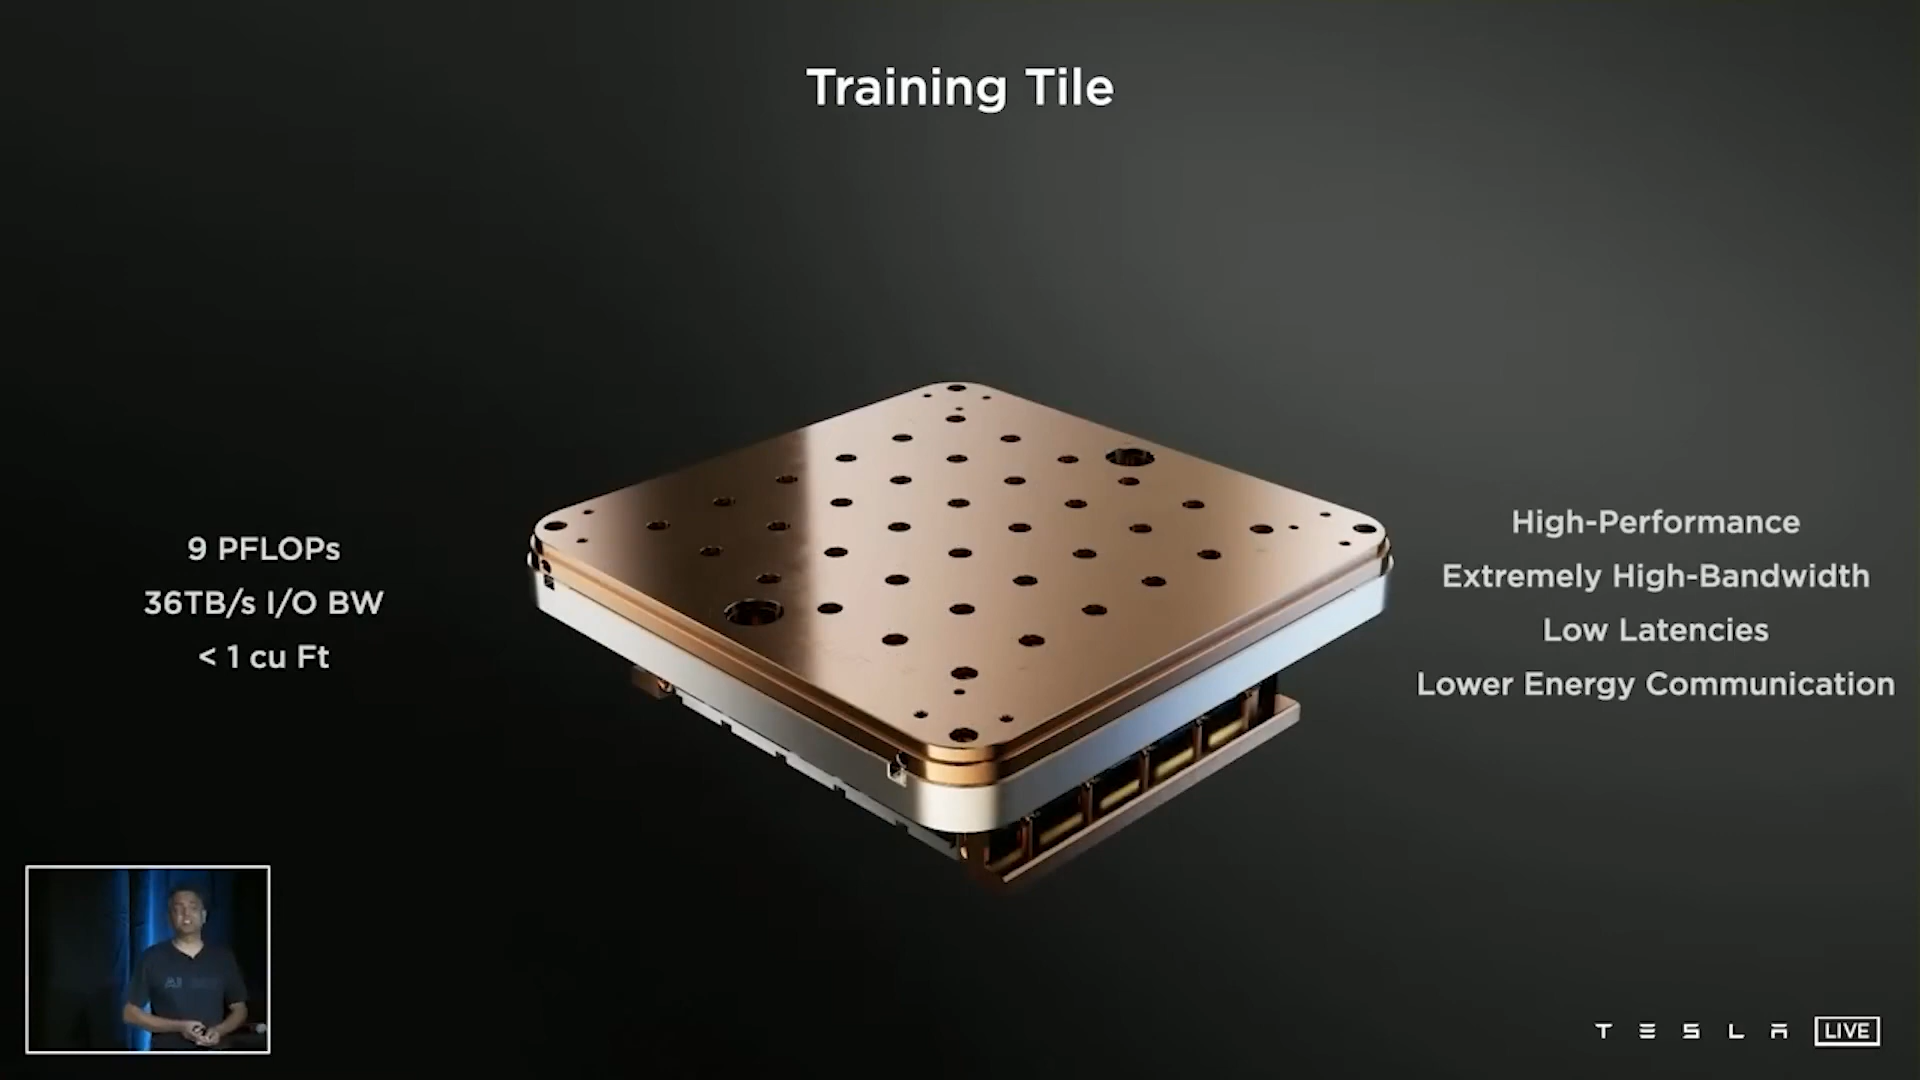 Training Tile
9 PFLOPs
36TB/s I/O BW
< 1 cu Ft
High-Performance
Extremely High-Bandwidth
Low Latencies
Lower Energy Communication
AI
TESLA LIVE